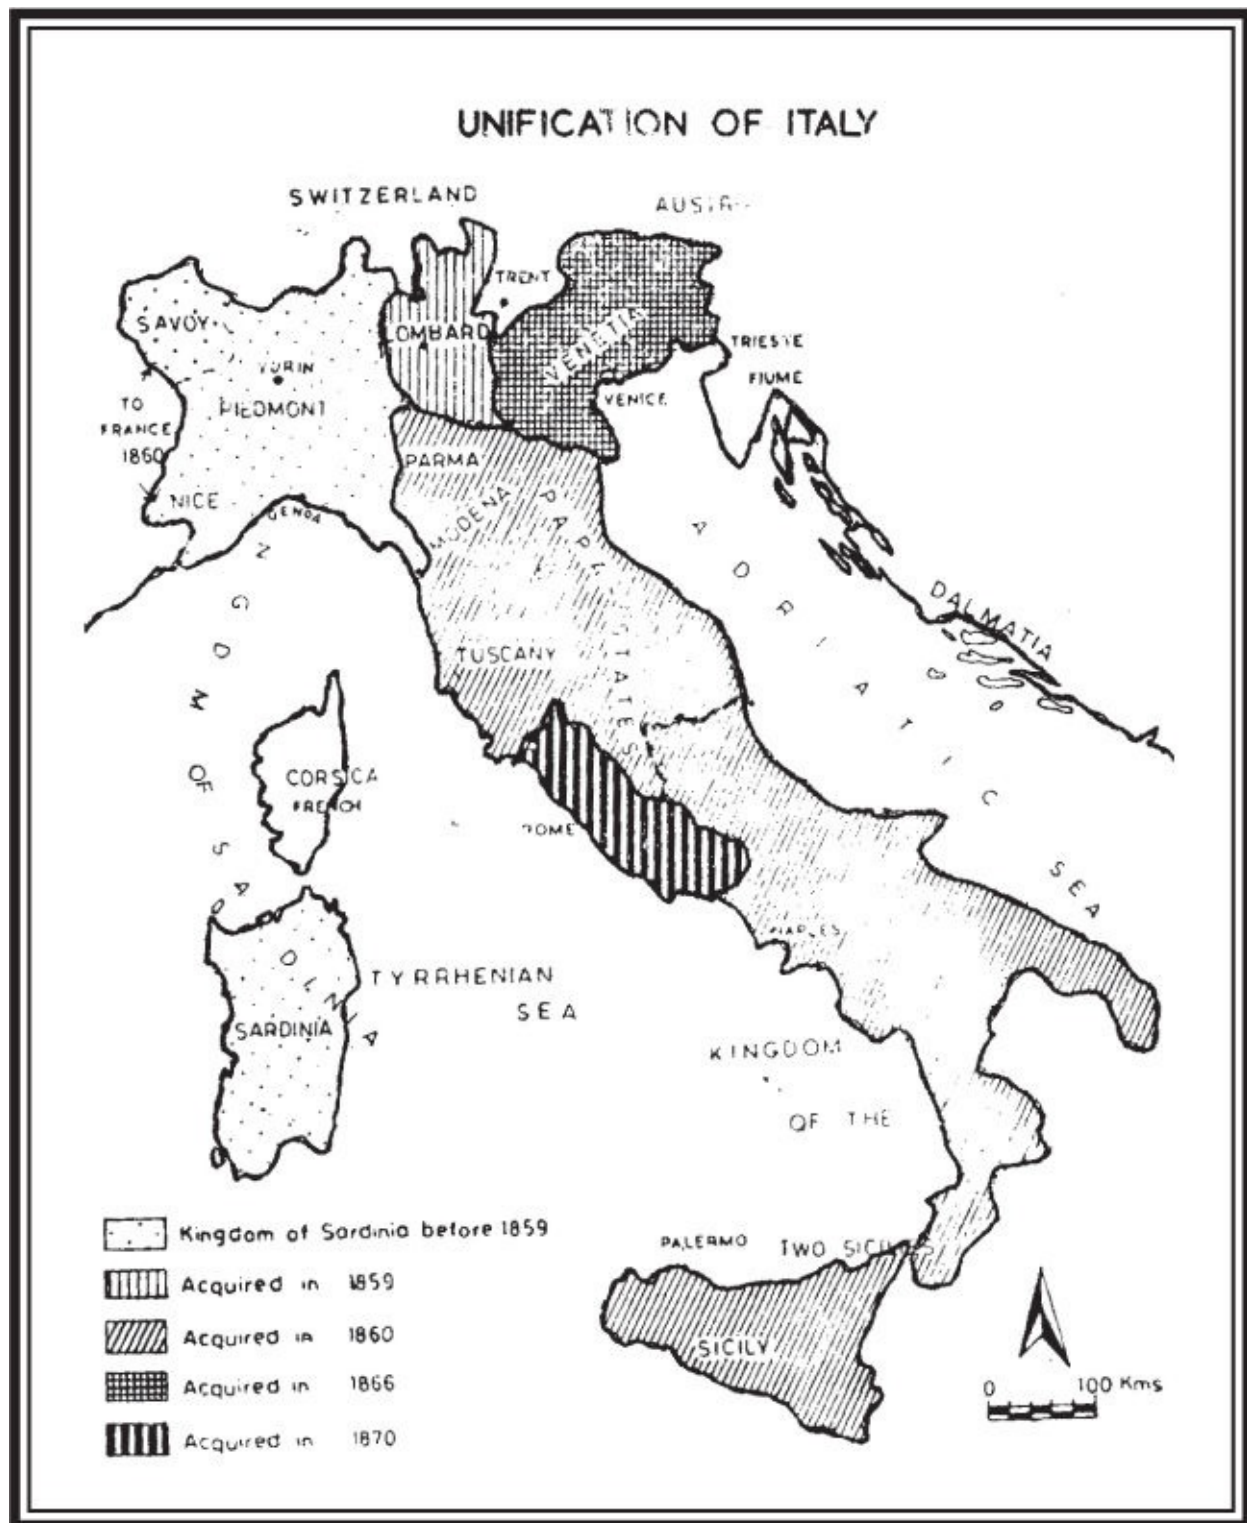 UNIFICATION OF ITALY
SWITZERLAND
AUSTR
TRENT
SAVOY
LOMBARD
VENETIA
TRIESTE
TURIN
FIUME
TO
FRANCE
1860
PIEDMONT
VENICE
PARMA
NICE
GENOA
MODENA
PAPAL STATES
ADRIATIC SEA
DALMATIA
TUSCANY
NGDOM OF SARDINIA
CORSICA
FRENCH
ROME
NAPLES
TYRRHENIAN
SEA
SARDINIA
KINGDOM
OF THE
TWO SICILIES
PALERMO
SICILY
Kingdom of Sardinia before 1859
Acquired in 1859
Acquired in 1860
Acquired in 1866
Acquired in 1870
0 100 Kms